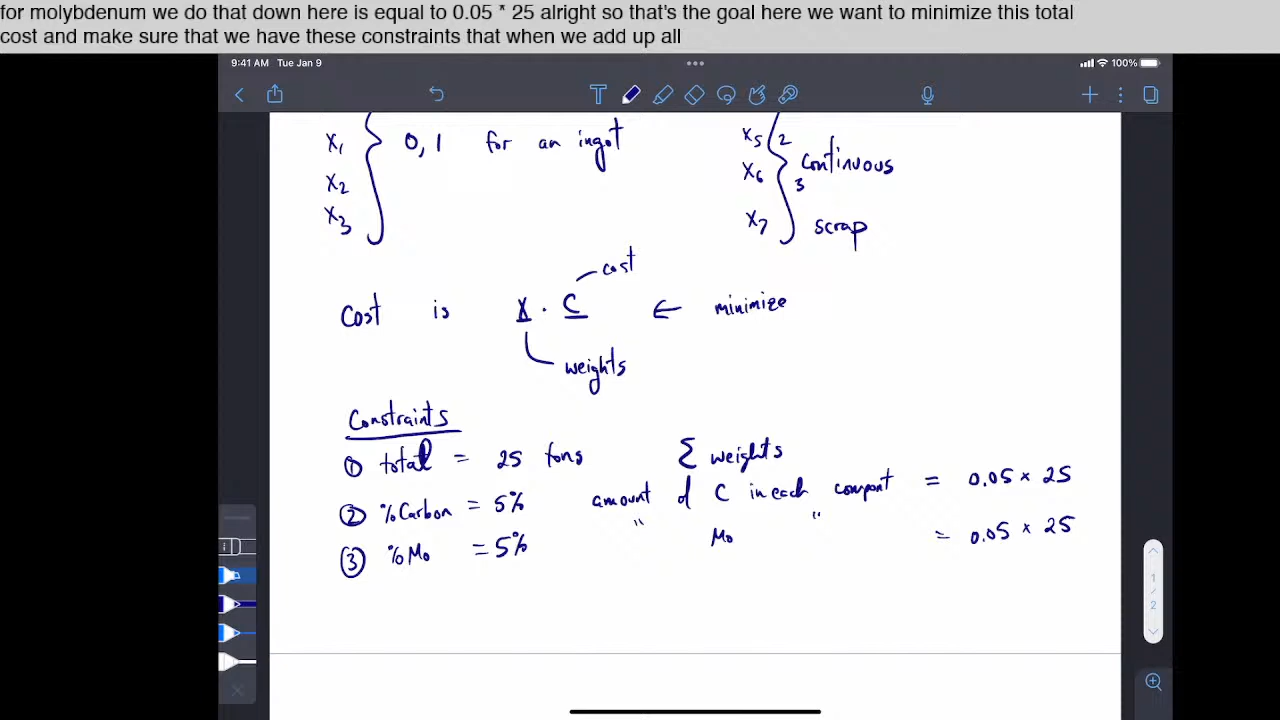 for molybdenum we do that down here is equal to 0.05 * 25 alright so that's the goal here we want to minimize this total
cost and make sure that we have these constraints that when we add up all
9:41 AM Tue Jan 9
100%
x1 0, 1 for an ingot
x2
x3
x5 2
x6 3 continuous
x7 scrap
cost
Cost is x · c ← minimize
weights
Constraints
① total = 25 tons Σ weights
② %Carbon = 5% amount of C in each compont = 0.05 × 25
③ %Mo = 5% " Mo " = 0.05 × 25
1
/
2